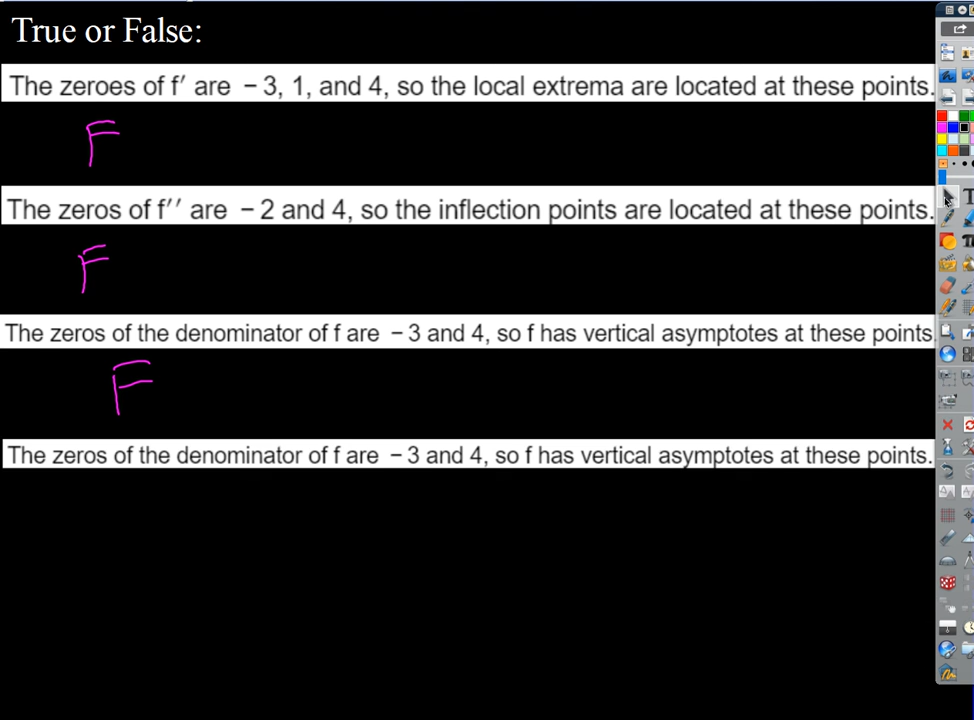 True or False:
The zeroes of f′ are − 3, 1, and 4, so the local extrema are located at these points.
F
The zeros of f′′ are − 2 and 4, so the inflection points are located at these points.
F
The zeros of the denominator of f are − 3 and 4, so f has vertical asymptotes at these points.
F
The zeros of the denominator of f are − 3 and 4, so f has vertical asymptotes at these points.